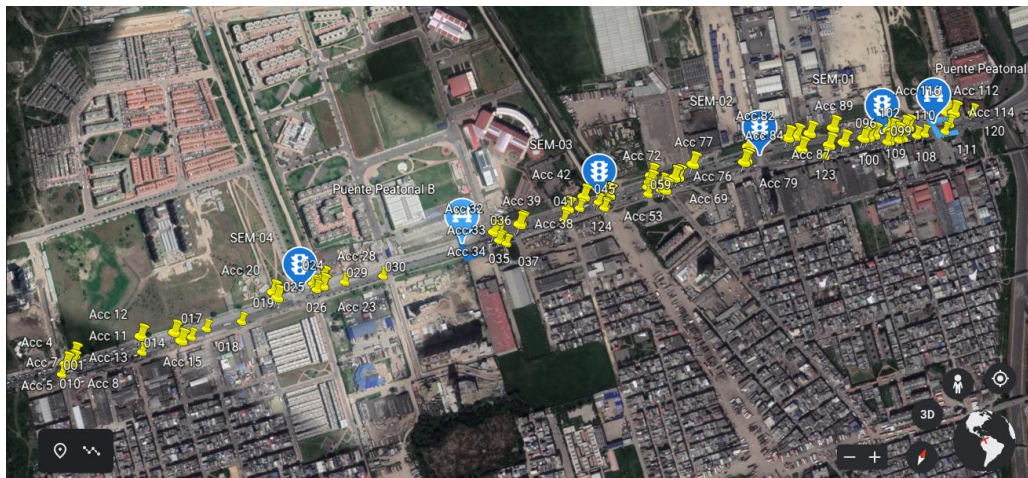 Puente Peatonal
SEM-01
Acc 112
Acc 89
Acc 114
SEM-02
102
110
Acc 82
096
099
120
Acc 84
111
109
108
100
SEM-03
Acc 77
Acc 72
123
Acc 42
Acc 76
Acc 79
059
045
Puente Peatonal B
Acc 69
Acc 39
041
Acc 32
Acc 53
036
Acc 38
124
Acc 33
SEM-04
Acc 34
035
037
Acc 28
024
030
Acc 20
029
025
019
026
Acc 23
Acc 12
017
Acc 11
Acc 4
014
018
Acc 13
Acc 7
001
Acc 15
Acc 5
010
Acc 8
3D